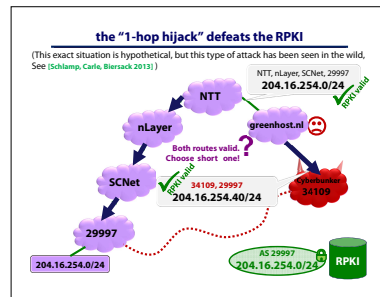 the "1-hop hijack" defeats the RPKI
(This exact situation is hypothetical, but this type of attack has been seen in the wild,
See [Schlamp, Carle, Biersack 2013] )
NTT, nLayer, SCNet, 29997
204.16.254.0/24
RPKI valid
NTT
nLayer
greenhost.nl
Both routes valid.
Choose short one!
?
SCNet
RPKI valid
34109, 29997
204.16.254.40/24
Cyberbunker
34109
29997
204.16.254.0/24
AS 29997
204.16.254.0/24
RPKI